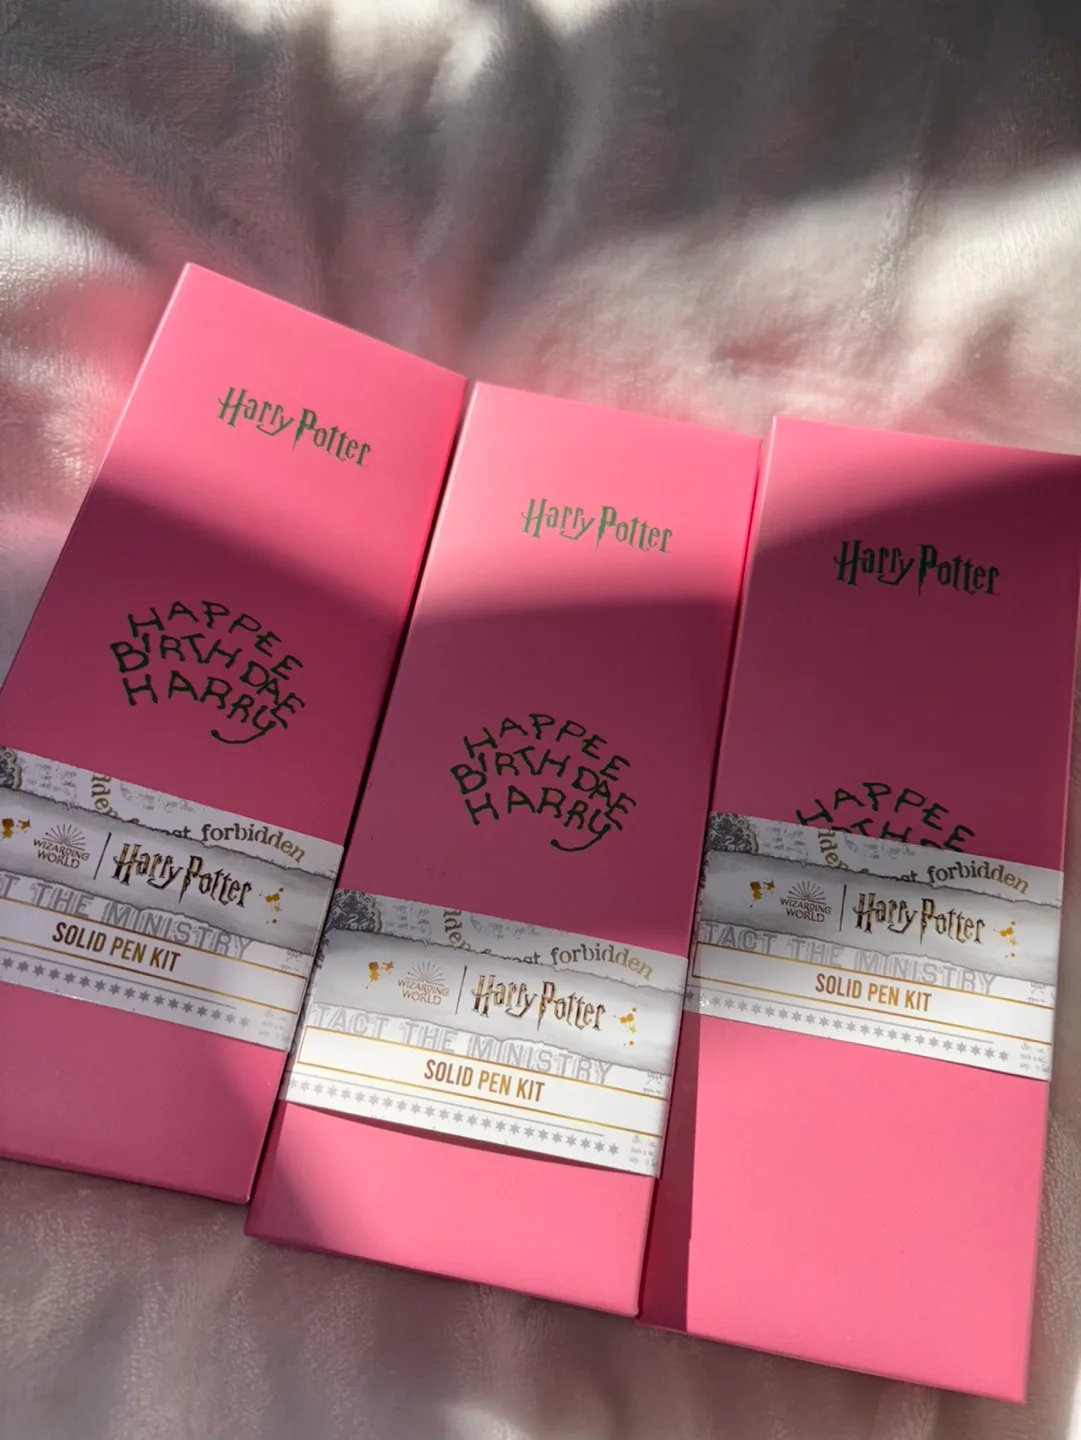 Harry Potter
HAPPEE
BIRTHDAE
HARRY
forbidden
WIZARDING
WORLD
Harry Potter
T THE MINISTRY
SOLID PEN KIT
Harry Potter
HAPPEE
BIRTHDAE
HARRY
forbidden
WIZARDING
WORLD
Harry Potter
TACT THE MINISTRY
SOLID PEN KIT
Harry Potter
HAPPEE
forbidden
WIZARDING
WORLD
Harry Potter
TACT THE MINISTRY
SOLID PEN KIT